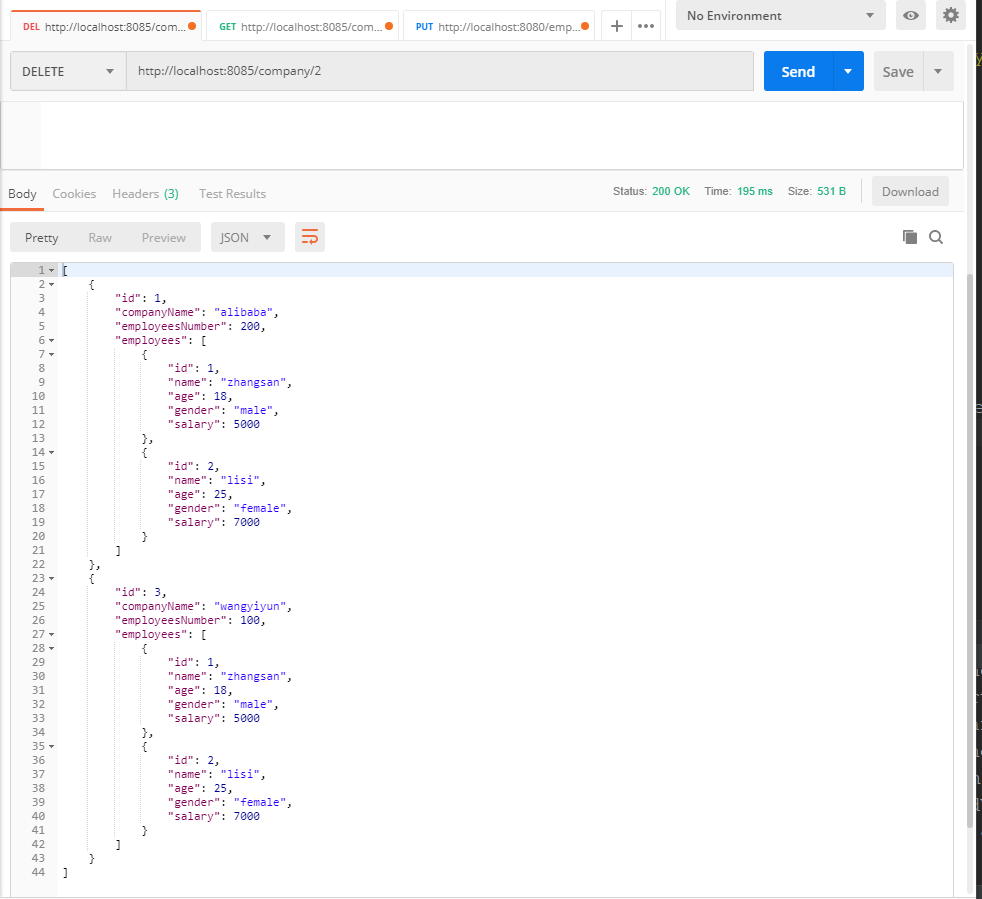 DEL http://localhost:8085/com... GET http://localhost:8085/com... PUT http://localhost:8080/emp... + ••• No Environment
DELETE http://localhost:8085/company/2 Send Save
Body Cookies Headers (3) Test Results Status: 200 OK Time: 195 ms Size: 531 B Download
Pretty Raw Preview JSON
1 [
2 {
3 "id": 1,
4 "companyName": "alibaba",
5 "employeesNumber": 200,
6 "employees": [
7 {
8 "id": 1,
9 "name": "zhangsan",
10 "age": 18,
11 "gender": "male",
12 "salary": 5000
13 },
14 {
15 "id": 2,
16 "name": "lisi",
17 "age": 25,
18 "gender": "female",
19 "salary": 7000
20 }
21 ]
22 },
23 {
24 "id": 3,
25 "companyName": "wangyiyun",
26 "employeesNumber": 100,
27 "employees": [
28 {
29 "id": 1,
30 "name": "zhangsan",
31 "age": 18,
32 "gender": "male",
33 "salary": 5000
34 },
35 {
36 "id": 2,
37 "name": "lisi",
38 "age": 25,
39 "gender": "female",
40 "salary": 7000
41 }
42 ]
43 }
44 ]